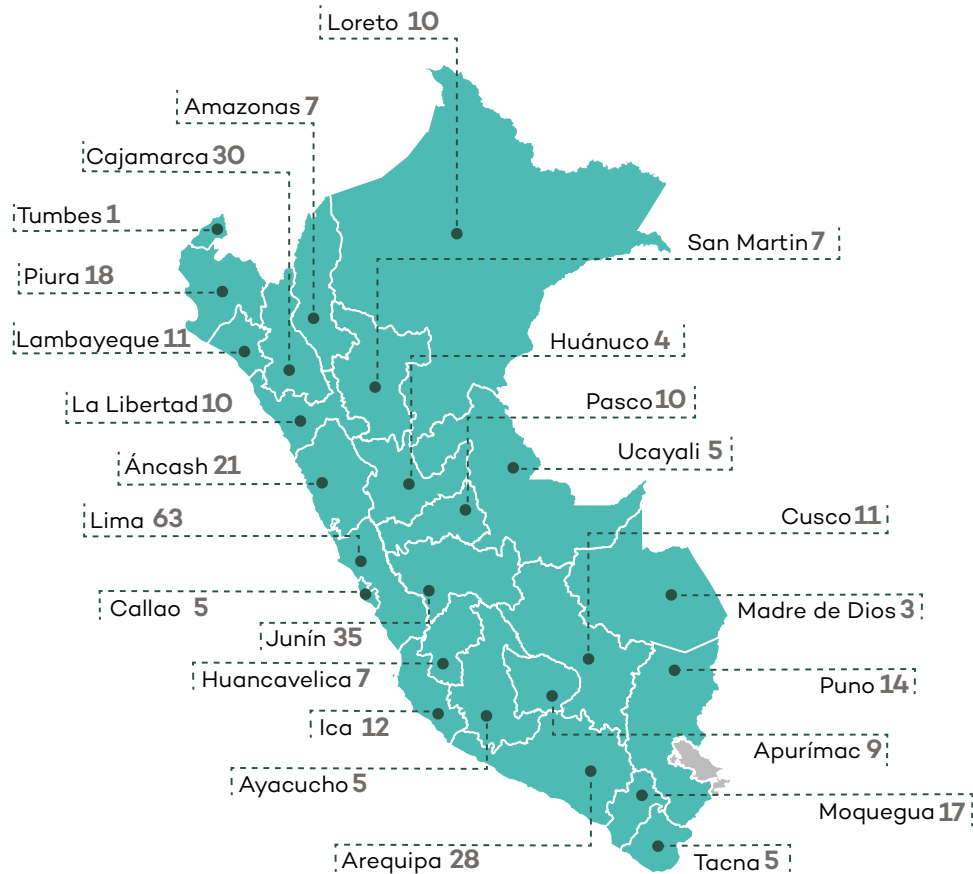 Loreto 10
Amazonas 7
Cajamarca 30
Tumbes 1
San Martin 7
Piura 18
Lambayeque 11
Huánuco 4
La Libertad 10
Pasco 10
Ucayali 5
Áncash 21
Lima 63
Cusco 11
Callao 5
Madre de Dios 3
Junín 35
Huancavelica 7
Puno 14
Ica 12
Apurímac 9
Ayacucho 5
Moquegua 17
Arequipa 28
Tacna 5